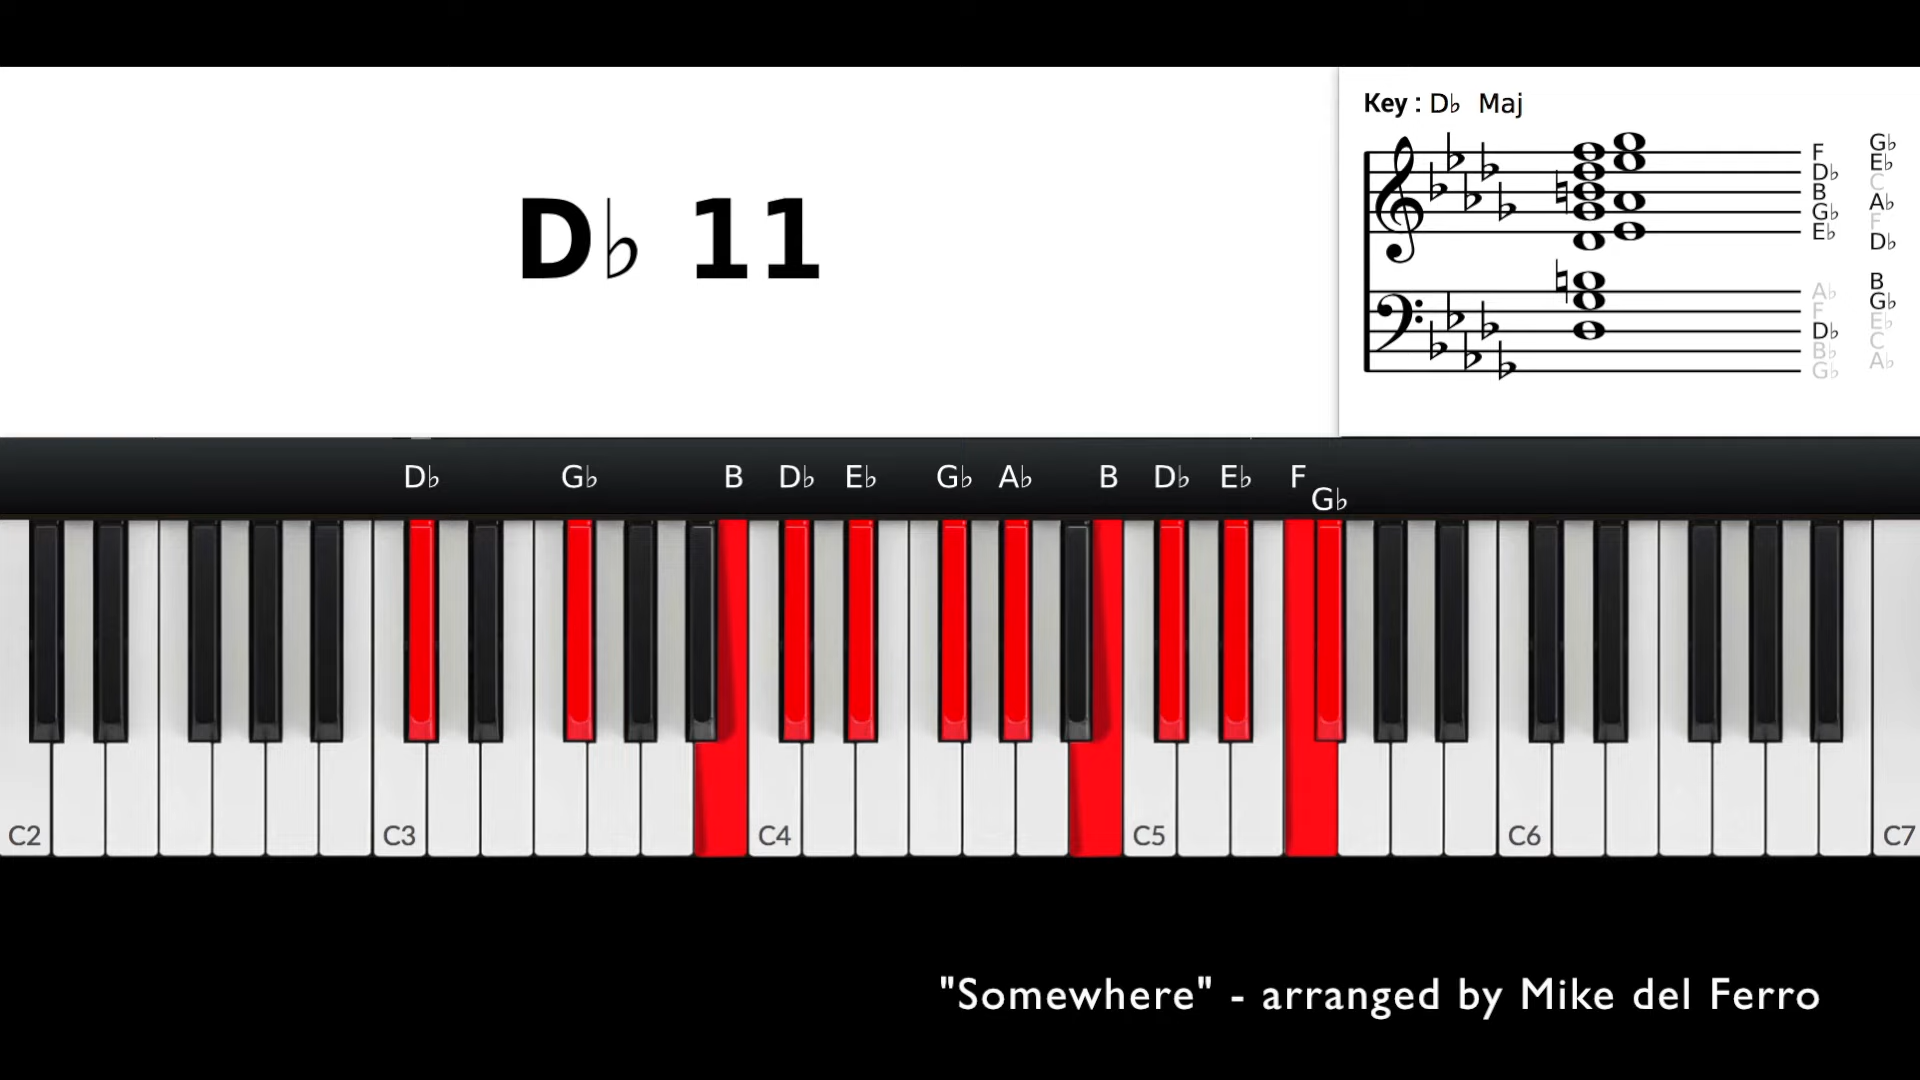 D♭ 11
Key : D♭ Maj
G♭
F
E♭
D♭
C
B
A♭
G♭
F
E♭
D♭
B
A♭
G♭
F
E♭
D♭
C
B♭
A♭
G♭
D♭ G♭ B D♭ E♭ G♭ A♭ B D♭ E♭ F G♭
C2 C3 C4 C5 C6 C7
"Somewhere" - arranged by Mike del Ferro